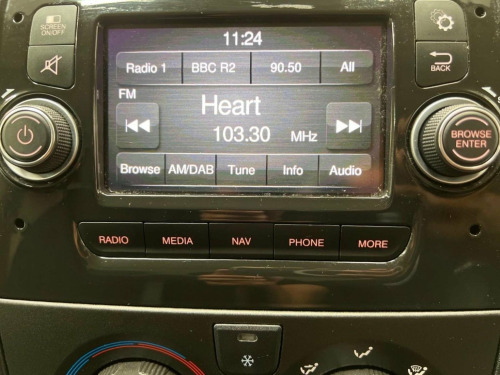 SCREEN
ON/OFF
11:24
Radio 1 BBC R2 90.50 All
BACK
FM
Heart
103.30 MHz
BROWSE
ENTER
Browse AM/DAB Tune Info Audio
RADIO MEDIA NAV PHONE MORE